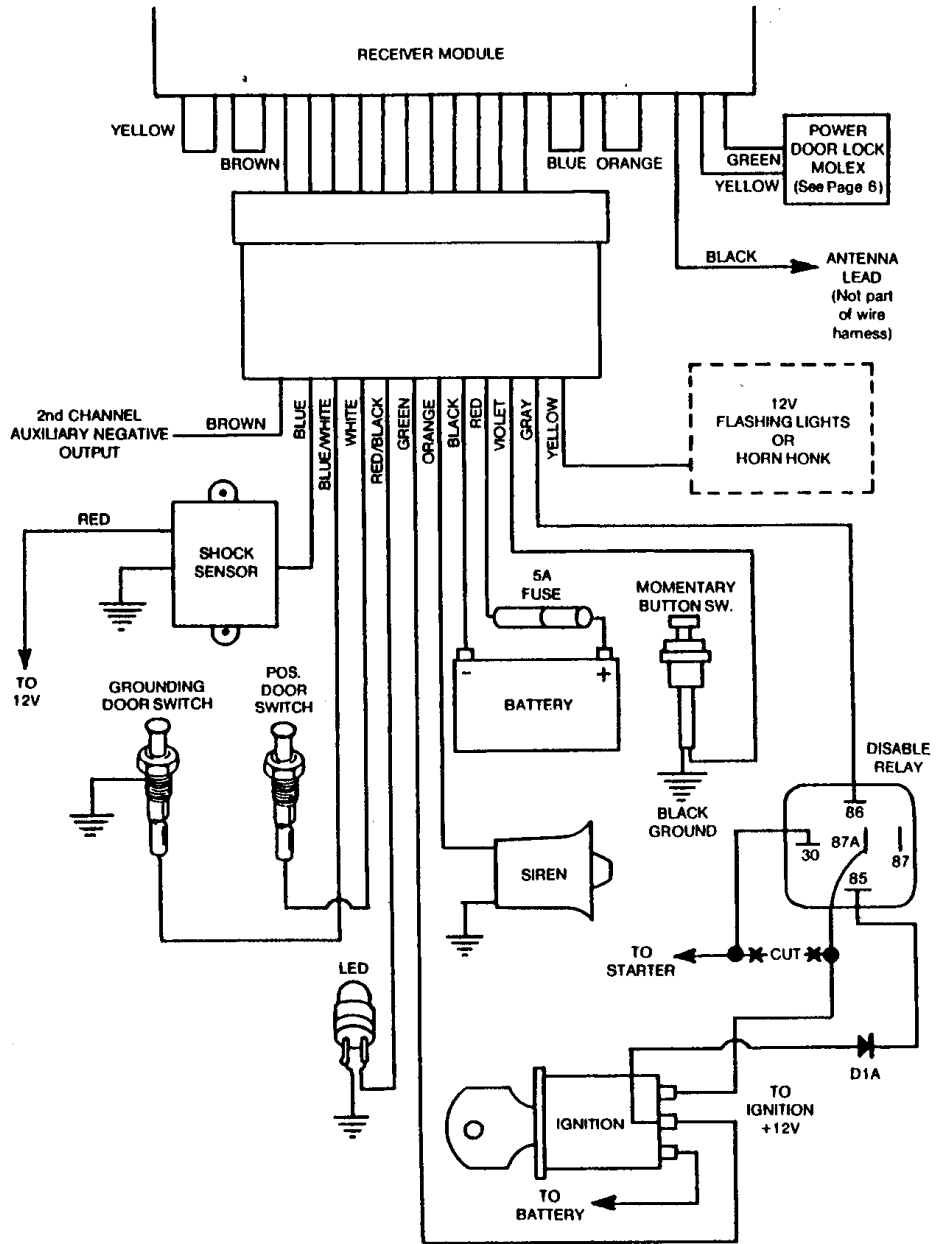 RECEIVER MODULE
YELLOW
BROWN
BLUE
ORANGE
GREEN
YELLOW
POWER
DOOR LOCK
MOLEX
(See Page 6)
BLACK
ANTENNA
LEAD
(Not part
of wire
harness)
2nd CHANNEL
AUXILIARY NEGATIVE
OUTPUT
BROWN
BLUE
BLUE/WHITE
WHITE
RED/BLACK
GREEN
ORANGE
BLACK
RED
VIOLET
GRAY
YELLOW
12V
FLASHING LIGHTS
OR
HORN HONK
RED
SHOCK
SENSOR
TO
12V
5A
FUSE
MOMENTARY
BUTTON SW.
- +
BATTERY
GROUNDING
DOOR SWITCH
POS.
DOOR
SWITCH
BLACK
GROUND
DISABLE
RELAY
86
30
87A
87
85
SIREN
TO
STARTER
CUT
LED
D1A
IGNITION
TO
IGNITION
+12V
TO
BATTERY